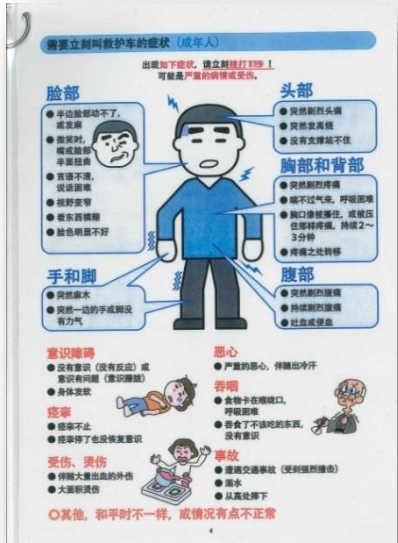 需要立刻叫救护车的症状（成年人）
出现如下症状，请立刻拨打119！
可能是严重的病情或受伤。
脸部
● 半边脸部动不了，
或发麻
● 微笑时，
嘴或脸部
半面扭曲
● 言语不清，
说话困难
● 视野变窄
● 看东西模糊
● 脸色明显不好
头部
● 突然剧烈头痛
● 突然发高烧
● 没有支撑站不住
胸部和背部
● 突然剧烈疼痛
● 喘不过气来，呼吸困难
● 胸口像被攥住，或被压
住那样疼痛，持续2～
3分钟
● 疼痛之处转移
手和脚
● 突然麻木
● 突然一边的手或脚没
有力气
腹部
● 突然剧烈腹痛
● 持续剧烈腹痛
● 吐血或便血
意识障碍
● 没有意识（没有反应）或
意识有问题（意识朦胧）
● 身体发软
痉挛
● 痉挛不止
● 痉挛停了也没恢复意识
受伤、烫伤
● 伴随大量出血的外伤
● 大面积烫伤
恶心
● 严重的恶心，伴随出冷汗
吞咽
● 食物卡在喉咙口，
呼吸困难
● 吞食了不该吃的东西，
没有意识
事故
● 遭遇交通事故（受到强烈撞击）
● 溺水
● 从高处摔下
〇其他，和平时不一样，或情况有点不正常
4